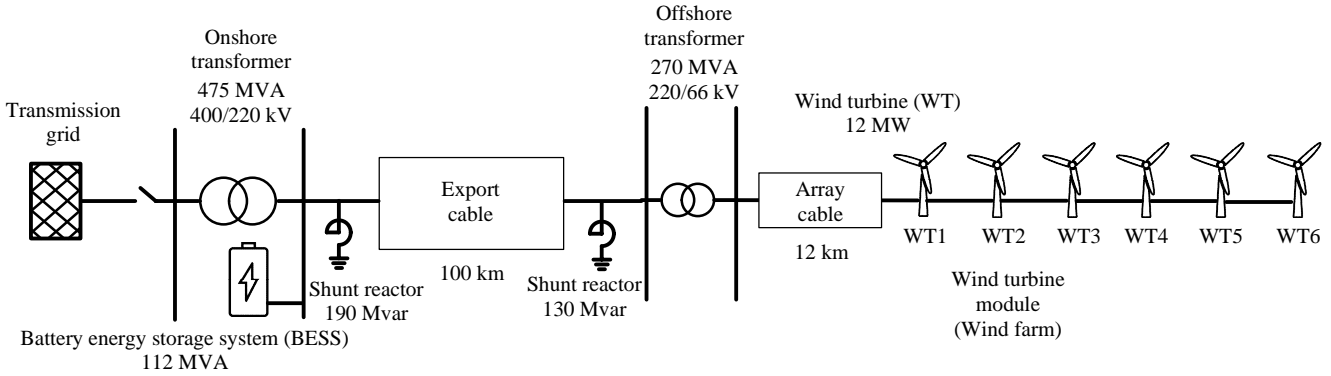 Transmission
grid
Onshore
transformer
475 MVA
400/220 kV
Battery energy storage system (BESS)
112 MVA
Shunt reactor
190 Mvar
Export
cable
100 km
Shunt reactor
130 Mvar
Offshore
transformer
270 MVA
220/66 kV
Array
cable
12 km
Wind turbine (WT)
12 MW
WT1 WT2 WT3 WT4 WT5 WT6
Wind turbine
module
(Wind farm)